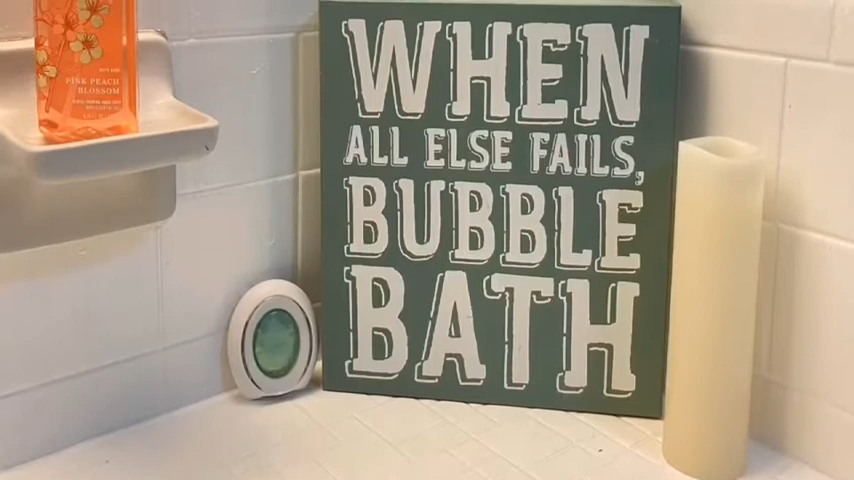 PINK PEACH
BLOSSOM
WHEN
ALL ELSE FAILS,
BUBBLE
BATH